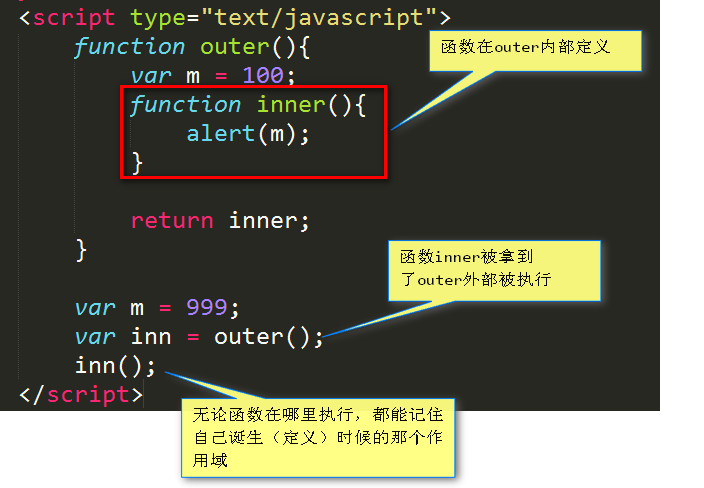 <script type="text/javascript">
function outer(){
函数在outer内部定义
var m = 100;
function inner(){
alert(m);
}
return inner;
}
函数inner被拿到
了outer外部被执行
var m = 999;
var inn = outer();
inn();
</script>
无论函数在哪里执行，都能记住
自己诞生（定义）时候的那个作
用域